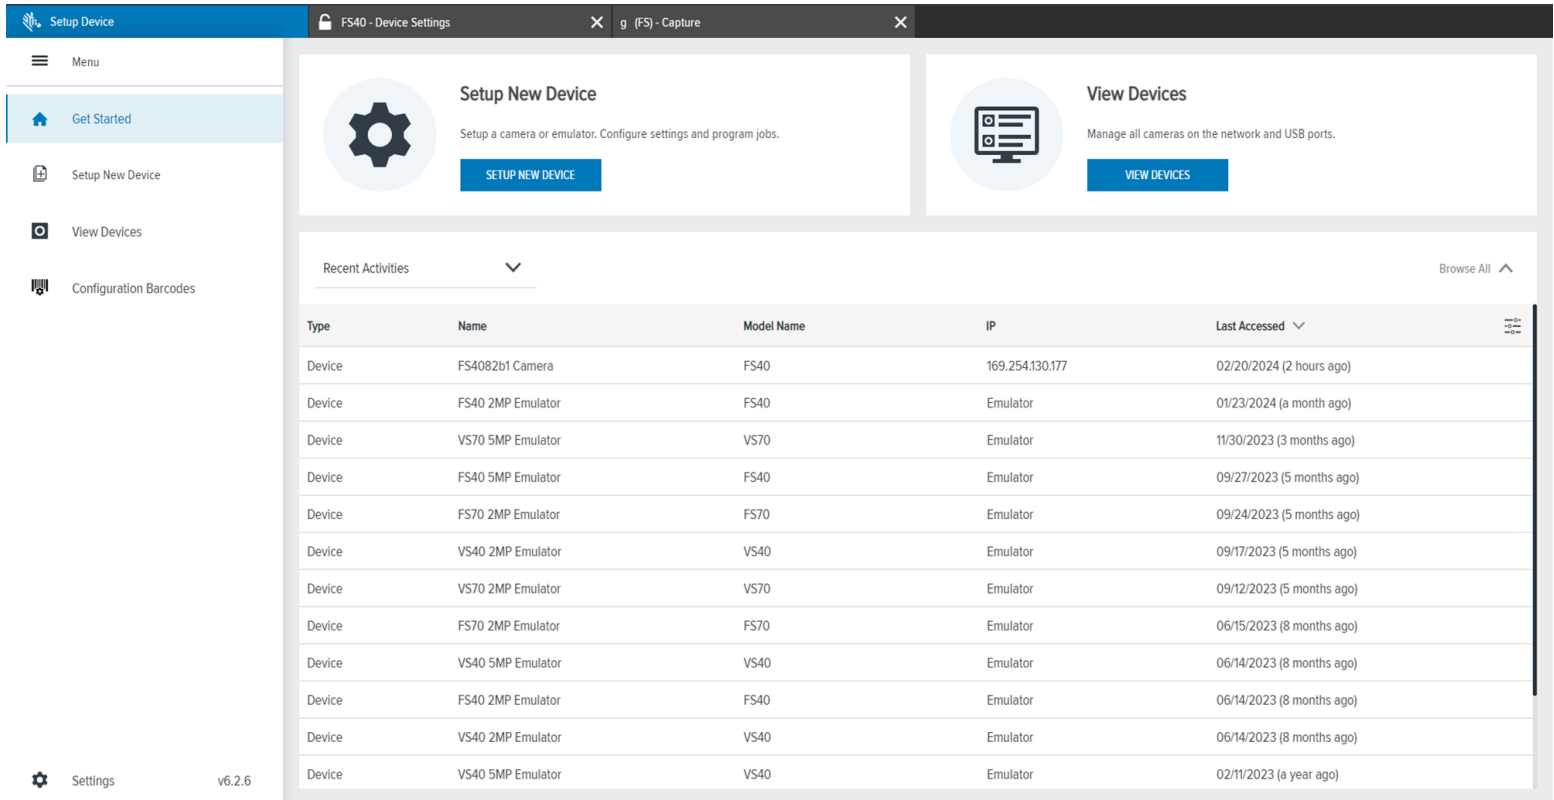 Setup Device
FS40 - Device Settings
g (FS) - Capture
Menu
Get Started
Setup New Device
View Devices
Configuration Barcodes
Settings v6.2.6
Setup New Device
Setup a camera or emulator. Configure settings and program jobs.
SETUP NEW DEVICE
View Devices
Manage all cameras on the network and USB ports.
VIEW DEVICES
Recent Activities
Browse All
Type Name Model Name IP Last Accessed
Device FS4082b1 Camera FS40 169.254.130.177 02/20/2024 (2 hours ago)
Device FS40 2MP Emulator FS40 Emulator 01/23/2024 (a month ago)
Device VS70 5MP Emulator VS70 Emulator 11/30/2023 (3 months ago)
Device FS40 5MP Emulator FS40 Emulator 09/27/2023 (5 months ago)
Device FS70 2MP Emulator FS70 Emulator 09/24/2023 (5 months ago)
Device VS40 2MP Emulator VS40 Emulator 09/17/2023 (5 months ago)
Device VS70 2MP Emulator VS70 Emulator 09/12/2023 (5 months ago)
Device FS70 2MP Emulator FS70 Emulator 06/15/2023 (8 months ago)
Device VS40 5MP Emulator VS40 Emulator 06/14/2023 (8 months ago)
Device FS40 2MP Emulator FS40 Emulator 06/14/2023 (8 months ago)
Device VS40 2MP Emulator VS40 Emulator 06/14/2023 (8 months ago)
Device VS40 5MP Emulator VS40 Emulator 02/11/2023 (a year ago)